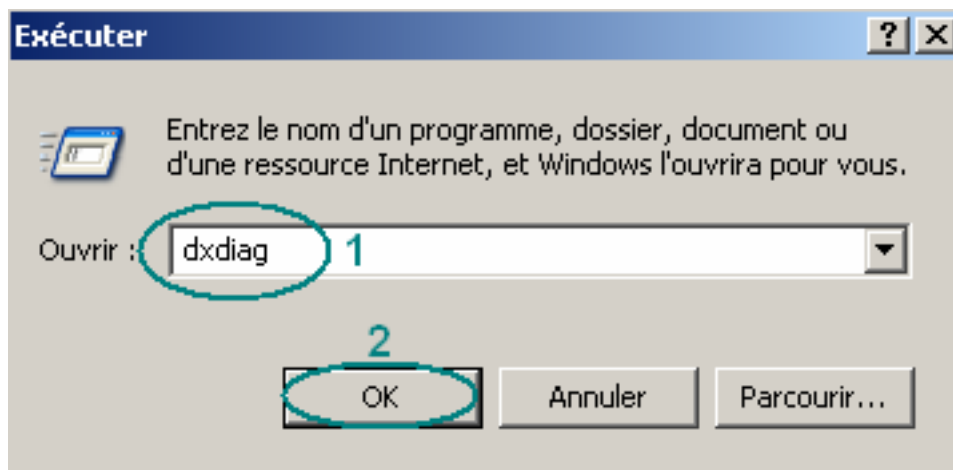 Exécuter
Entrez le nom d'un programme, dossier, document ou
d'une ressource Internet, et Windows l'ouvrira pour vous.
Ouvrir : dxdiag 1
2
OK Annuler Parcourir...